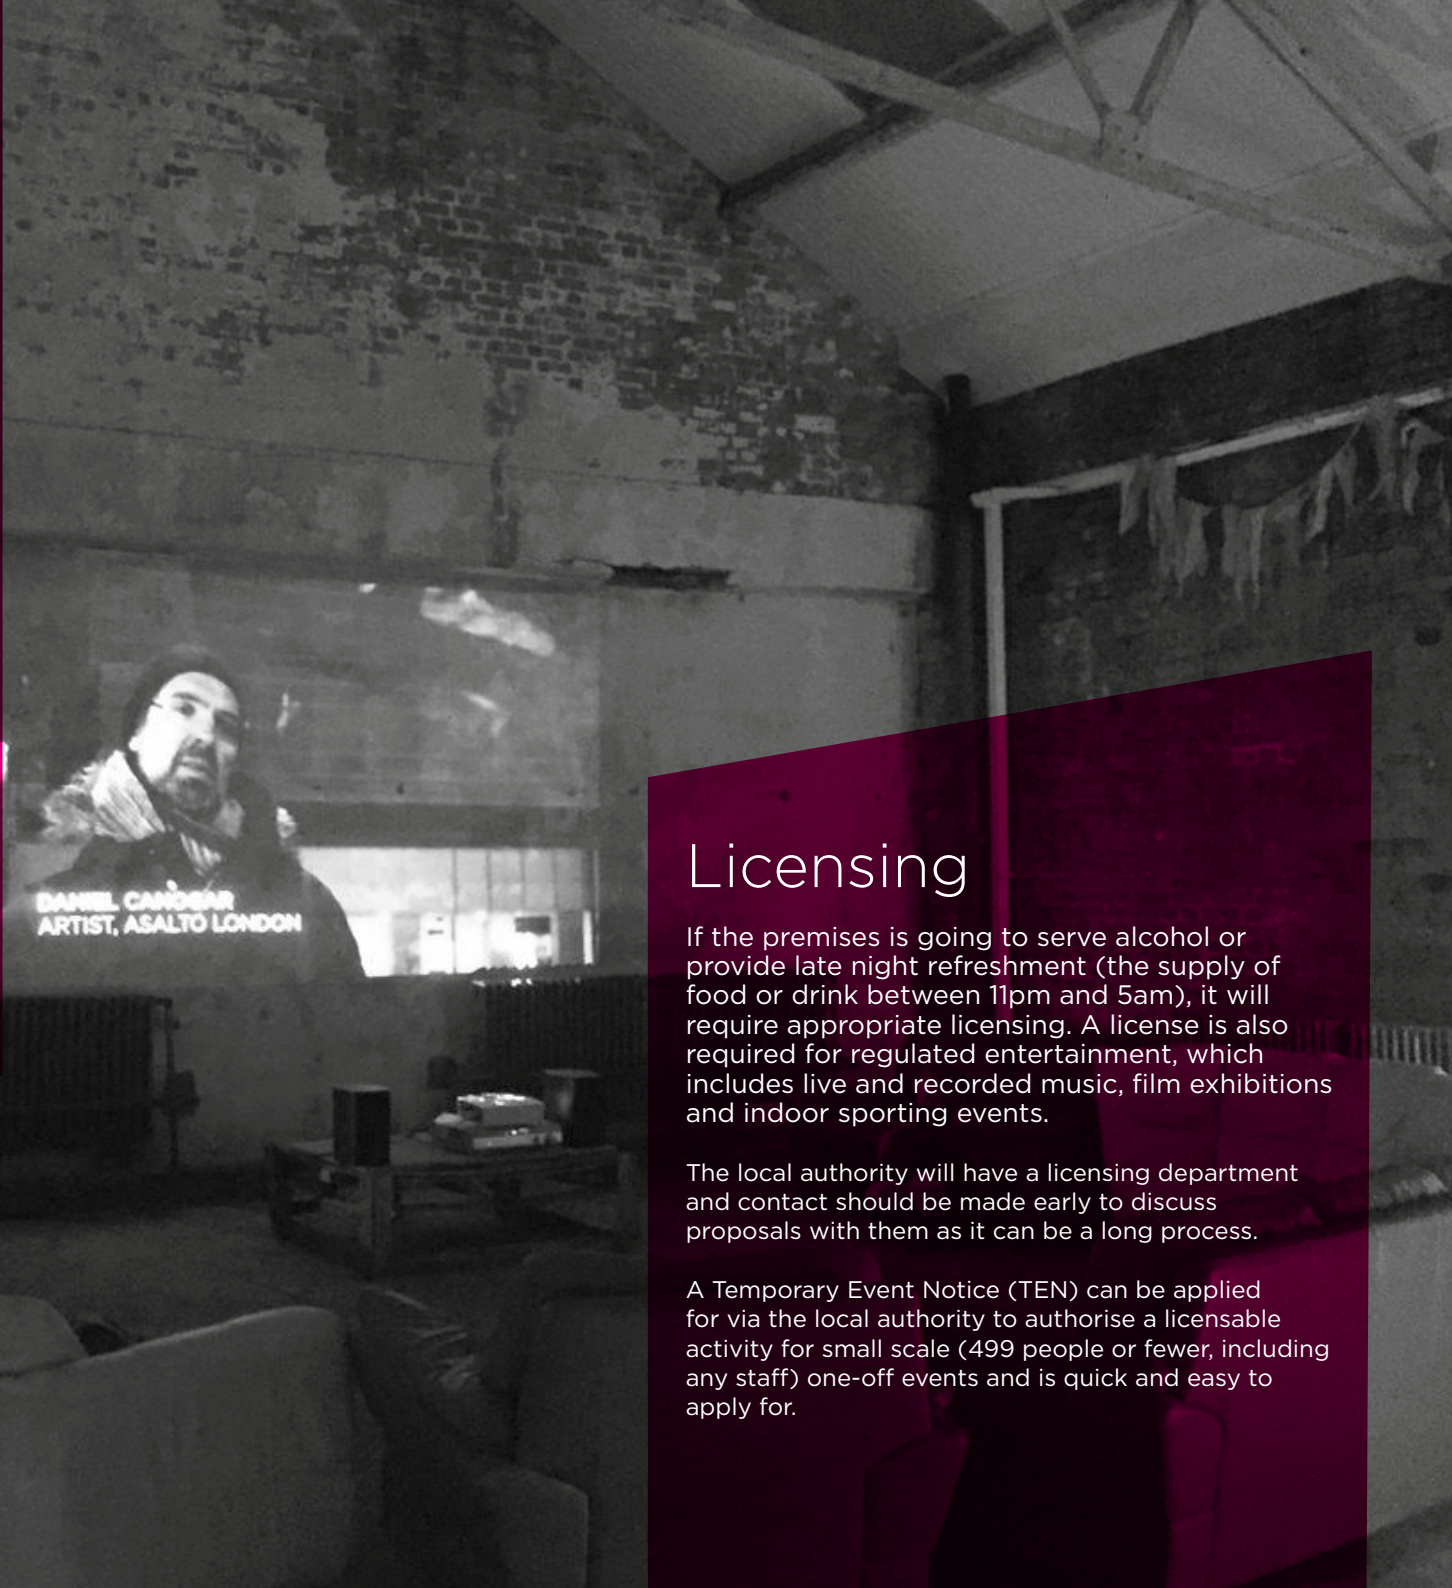 DANIEL CANOGAR
ARTIST, ASALTO LONDON
Licensing
If the premises is going to serve alcohol or
provide late night refreshment (the supply of
food or drink between 11pm and 5am), it will
require appropriate licensing. A license is also
required for regulated entertainment, which
includes live and recorded music, film exhibitions
and indoor sporting events.
The local authority will have a licensing department
and contact should be made early to discuss
proposals with them as it can be a long process.
A Temporary Event Notice (TEN) can be applied
for via the local authority to authorise a licensable
activity for small scale (499 people or fewer, including
any staff) one-off events and is quick and easy to
apply for.